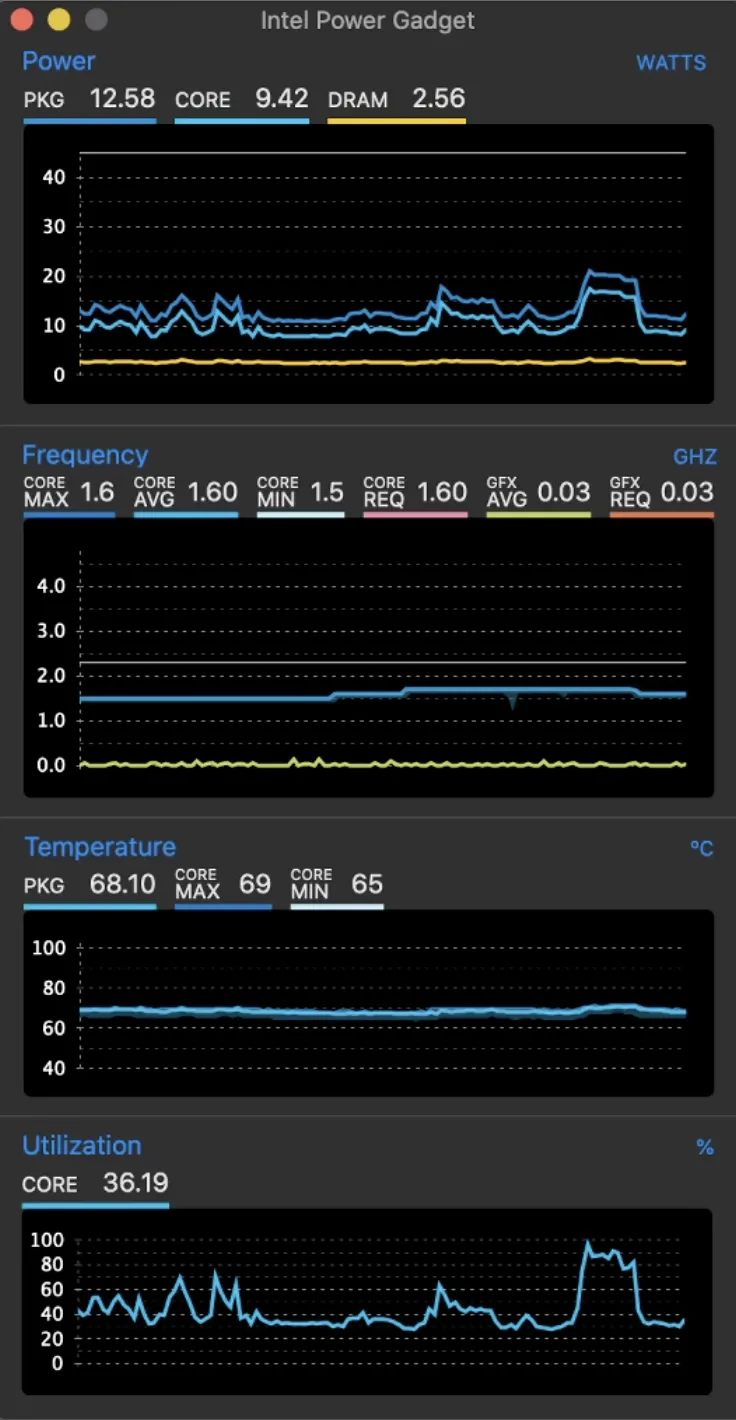 Intel Power Gadget
Power WATTS
PKG 12.58 CORE 9.42 DRAM 2.56
40
30
20
10
0
Frequency GHZ
CORE MAX 1.6 CORE AVG 1.60 CORE MIN 1.5 CORE REQ 1.60 GFX AVG 0.03 GFX REQ 0.03
4.0
3.0
2.0
1.0
0.0
Temperature ºC
PKG 68.10 CORE MAX 69 CORE MIN 65
100
80
60
40
Utilization %
CORE 36.19
100
80
60
40
20
0